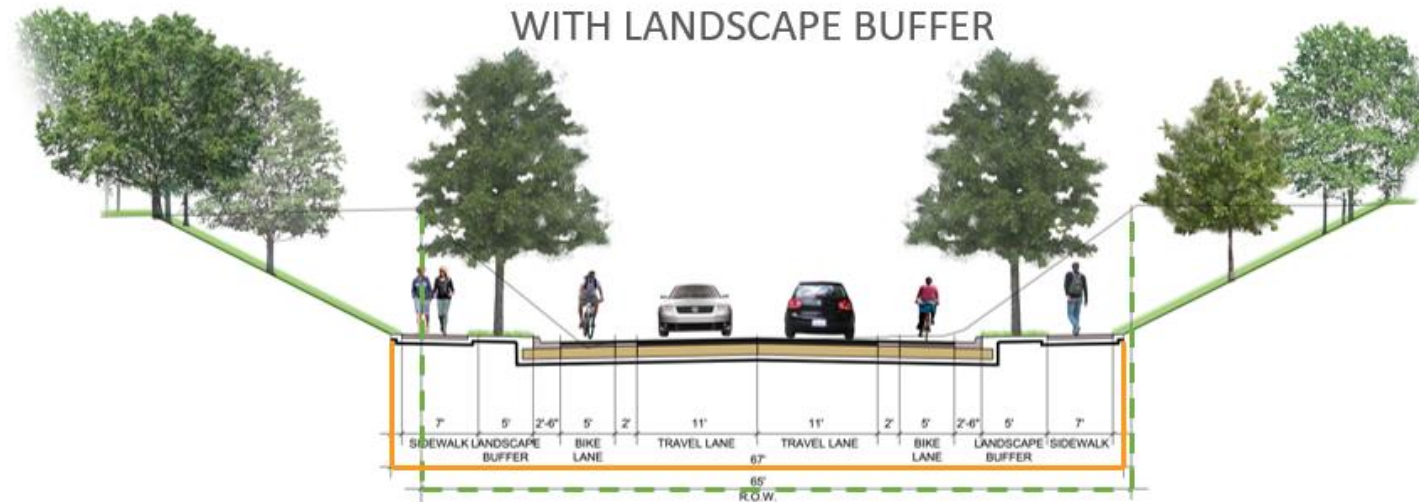 WITH LANDSCAPE BUFFER
7' 5' 2'-6" 5' 2' 11' 11' 2' 5' 2'-6" 5' 7'
SIDEWALK LANDSCAPE BUFFER BIKE LANE TRAVEL LANE TRAVEL LANE BIKE LANE LANDSCAPE BUFFER SIDEWALK
67'
65'
R.O.W.